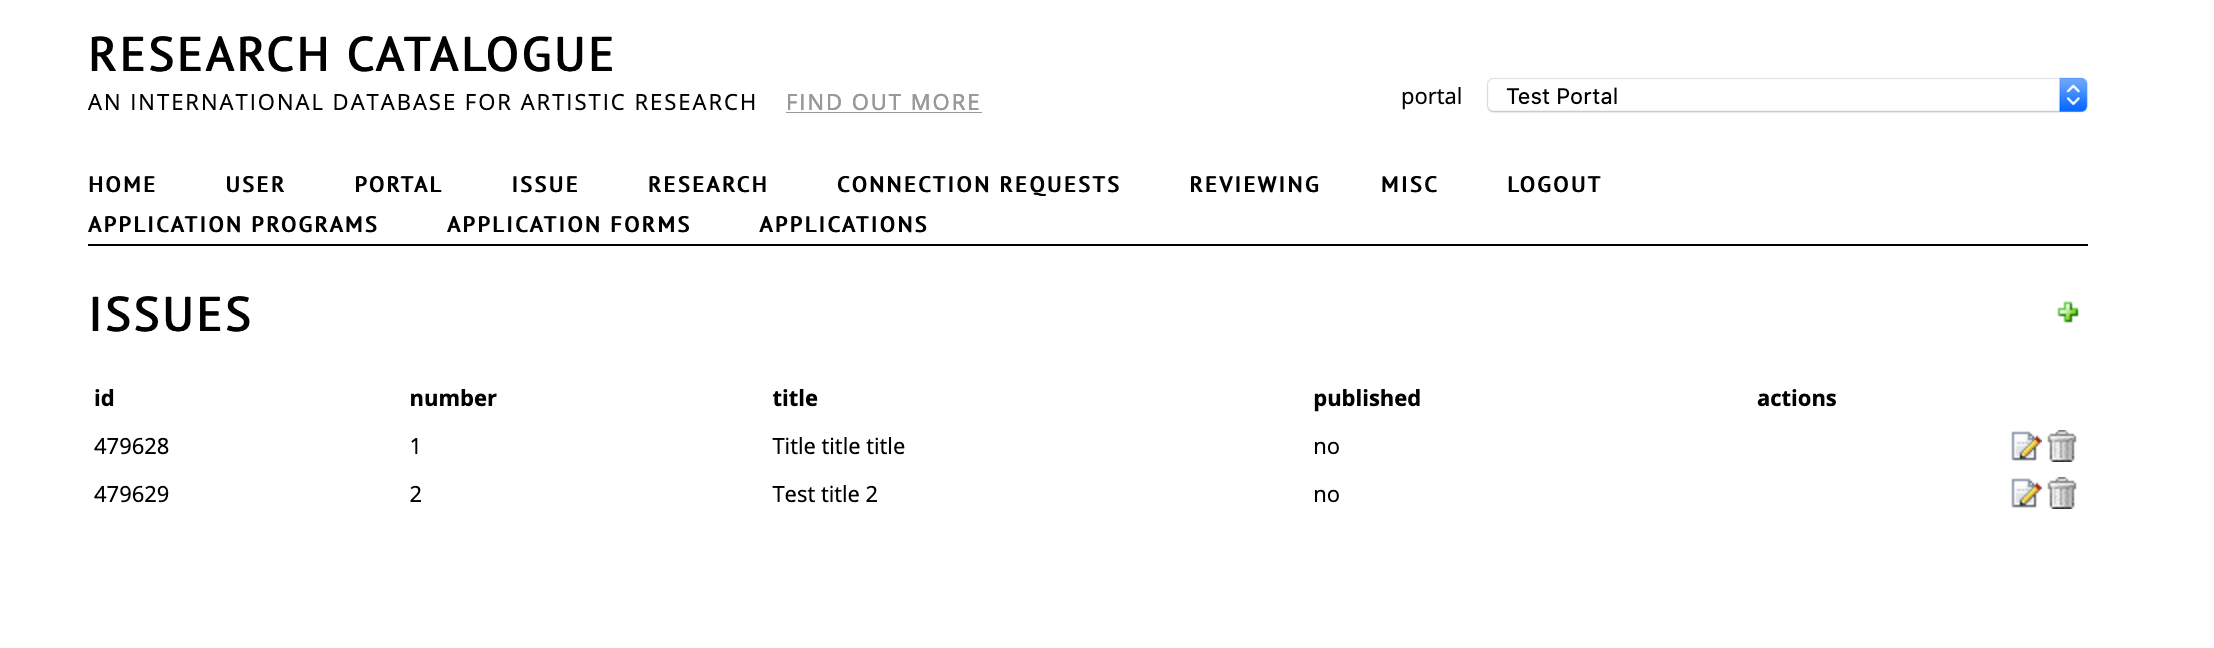 RESEARCH CATALOGUE
AN INTERNATIONAL DATABASE FOR ARTISTIC RESEARCH FIND OUT MORE
portal Test Portal
HOME USER PORTAL ISSUE RESEARCH CONNECTION REQUESTS REVIEWING MISC LOGOUT
APPLICATION PROGRAMS APPLICATION FORMS APPLICATIONS
ISSUES
id number title published actions
479628 1 Title title title no
479629 2 Test title 2 no